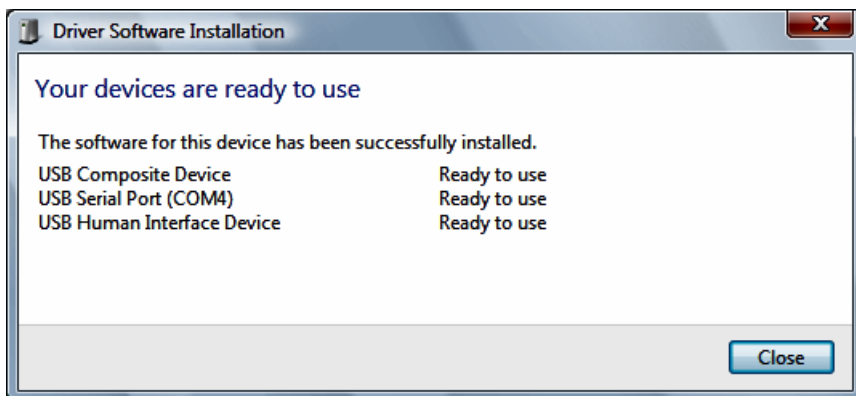 Driver Software Installation
Your devices are ready to use
The software for this device has been successfully installed.
USB Composite Device Ready to use
USB Serial Port (COM4) Ready to use
USB Human Interface Device Ready to use
Close